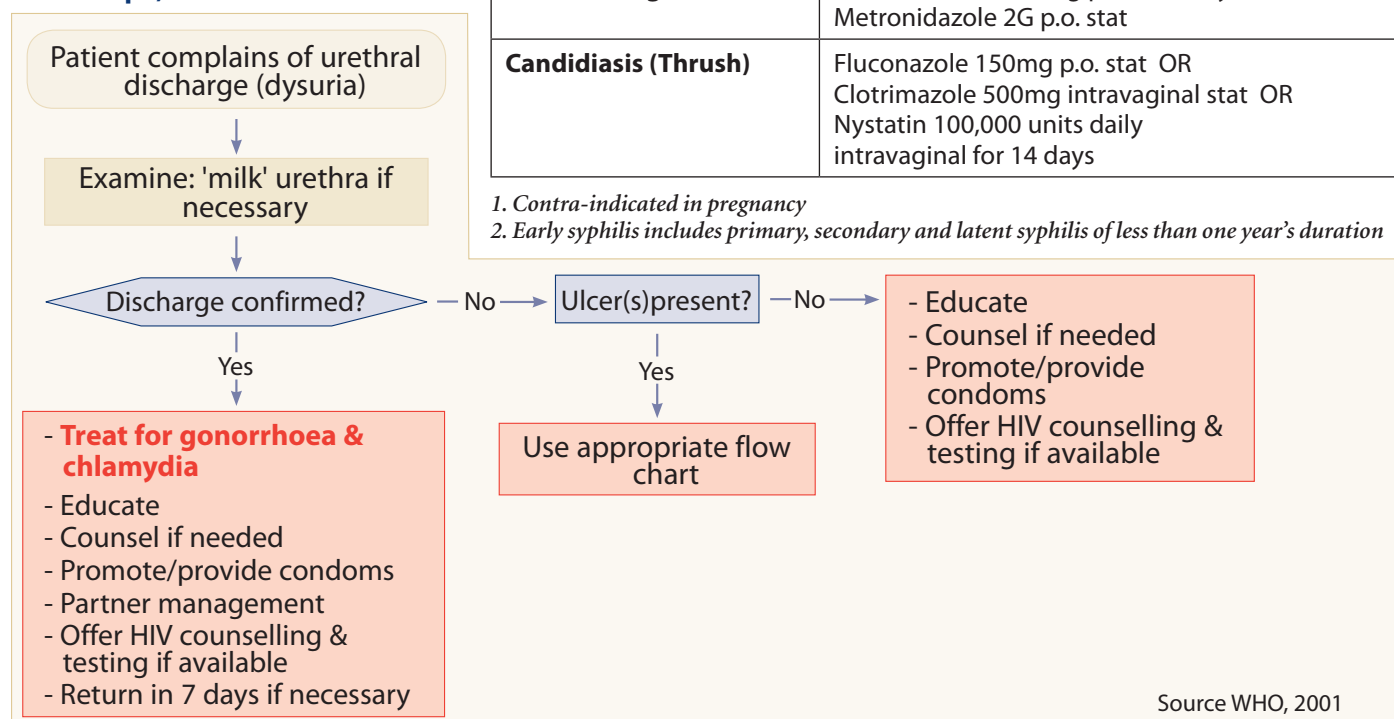 Metronidazole 2G p.o. stat
Candidiasis (Thrush)
Fluconazole 150mg p.o. stat OR
Clotrimazole 500mg intravaginal stat OR
Nystatin 100,000 units daily
intravaginal for 14 days
1. Contra-indicated in pregnancy
2. Early syphilis includes primary, secondary and latent syphilis of less than one year's duration
Patient complains of urethral
discharge (dysuria)
Examine: 'milk' urethra if
necessary
Discharge confirmed?
No
Ulcer(s)present?
No
- Educate
- Counsel if needed
- Promote/provide
condoms
- Offer HIV counselling &
testing if available
Yes
Yes
Use appropriate flow
chart
- Treat for gonorrhoea &
chlamydia
- Educate
- Counsel if needed
- Promote/provide condoms
- Partner management
- Offer HIV counselling &
testing if available
- Return in 7 days if necessary
Source WHO, 2001